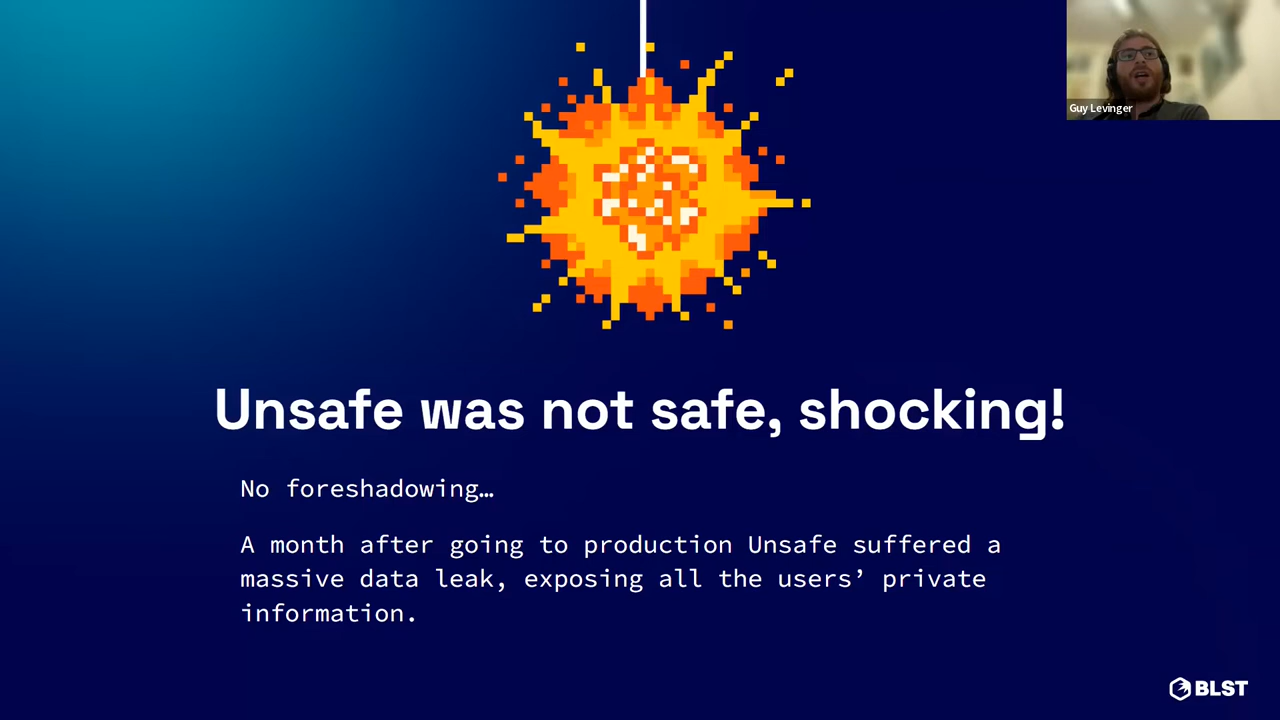 Guy Levinger
Unsafe was not safe, shocking!
No foreshadowing…
A month after going to production Unsafe suffered a
massive data leak, exposing all the users’ private
information.
BLST